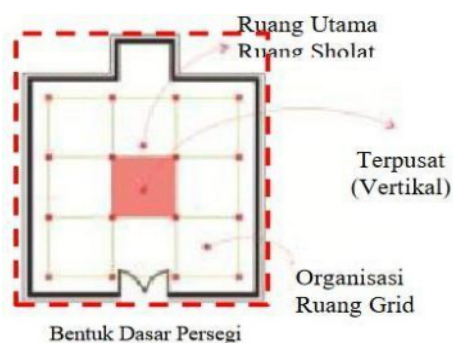 Ruang Utama
Ruang Sholat
Terpusat
(Vertikal)
Organisasi
Ruang Grid
Bentuk Dasar Persegi